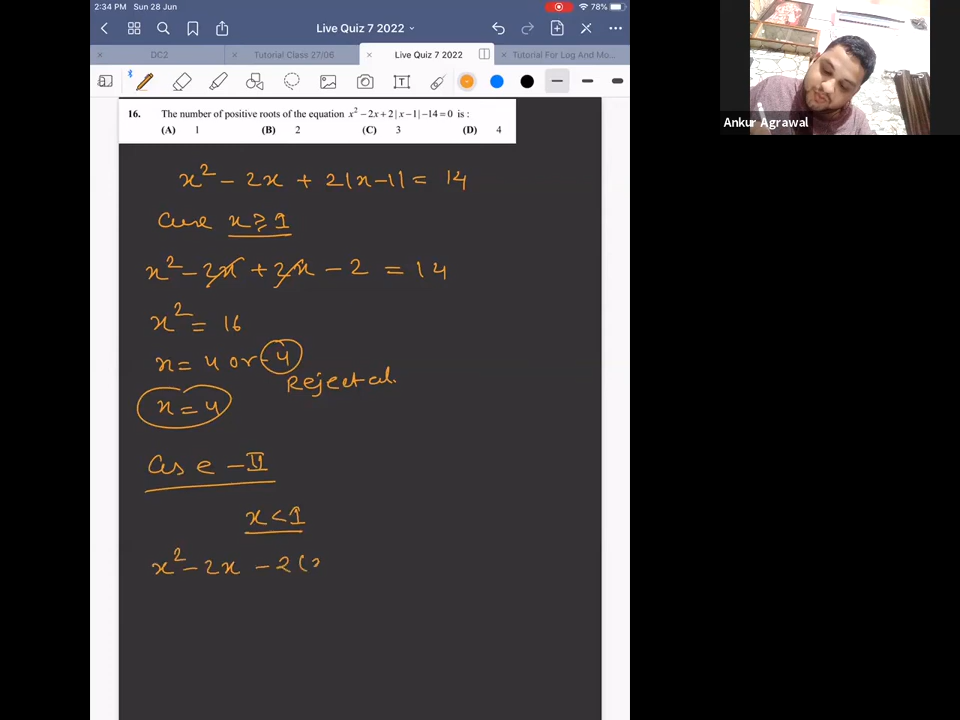 2:34 PM Sun 28 Jun
78%
Live Quiz 7 2022
DC2
Tutorial Class 27/06
Live Quiz 7 2022
Tutorial For Log And Mo...
Ankur Agrawal
16. The number of positive roots of the equation x² − 2x + 2 | x − 1 | − 14 = 0 is :
(A) 1 (B) 2 (C) 3 (D) 4
x² − 2x + 2|x−1| = 14
Case x ≥ 1
x² − 2x + 2x − 2 = 14
x² = 16
x = 4 or −4
Rejected.
x = 4
Case − II
x < 1
x² − 2x − 2(